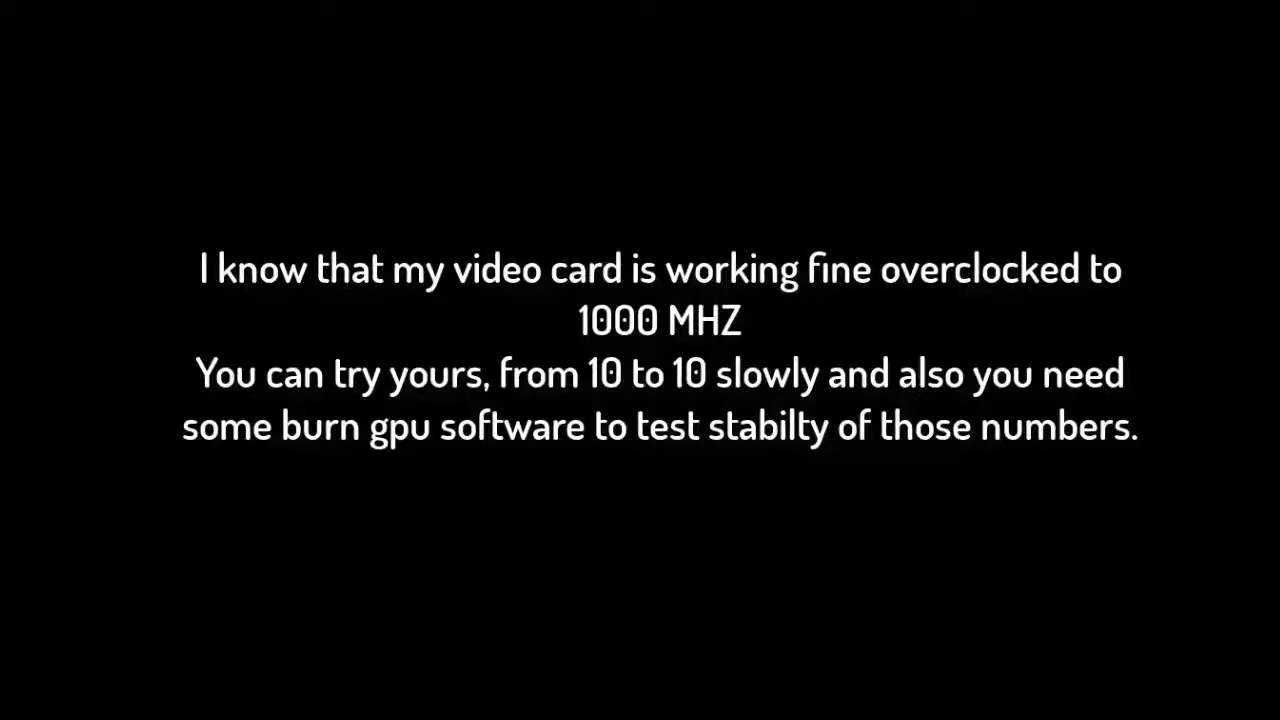 I know that my video card is working fine overclocked to
1000 MHZ
You can try yours, from 10 to 10 slowly and also you need
some burn gpu software to test stabilty of those numbers.